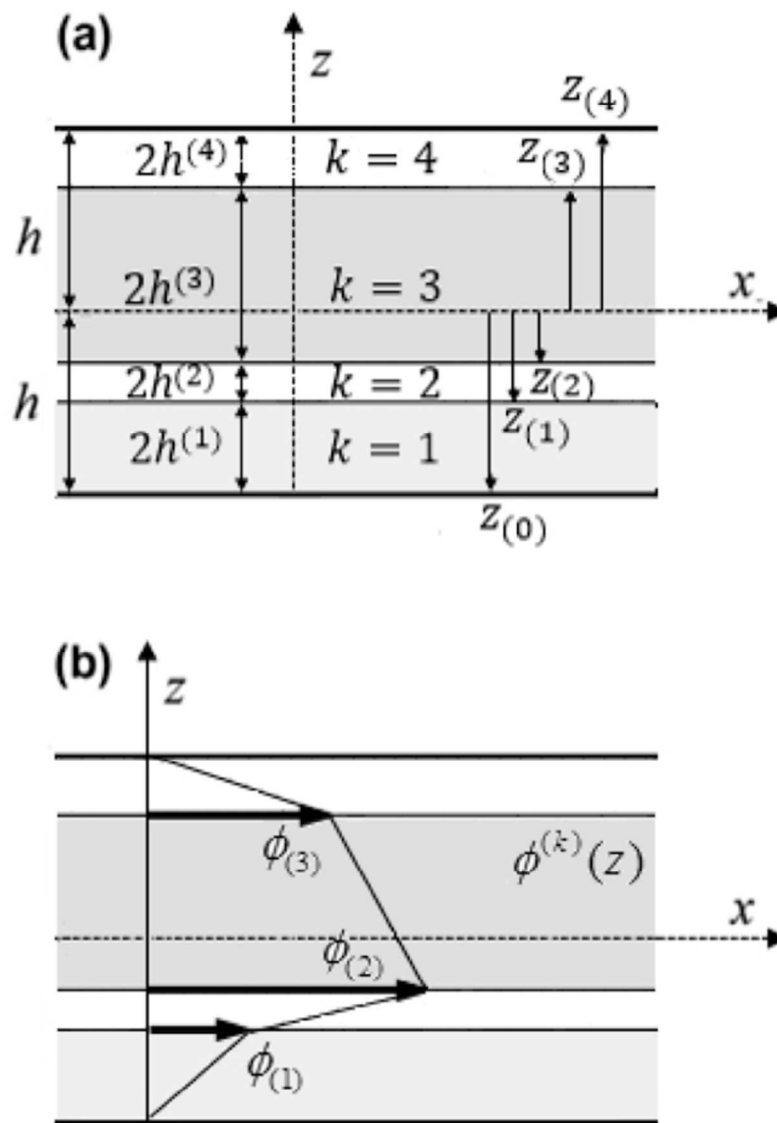 (a)
z
z₍₄₎
2h⁽⁴⁾ k = 4 z₍₃₎
h
2h⁽³⁾ k = 3 x
2h⁽²⁾ k = 2 z₍₂₎
h
z₍₁₎
2h⁽¹⁾ k = 1
z₍₀₎
(b)
z
ϕ₍₃₎ ϕ⁽ᵏ⁾(z)
x
ϕ₍₂₎
ϕ₍₁₎